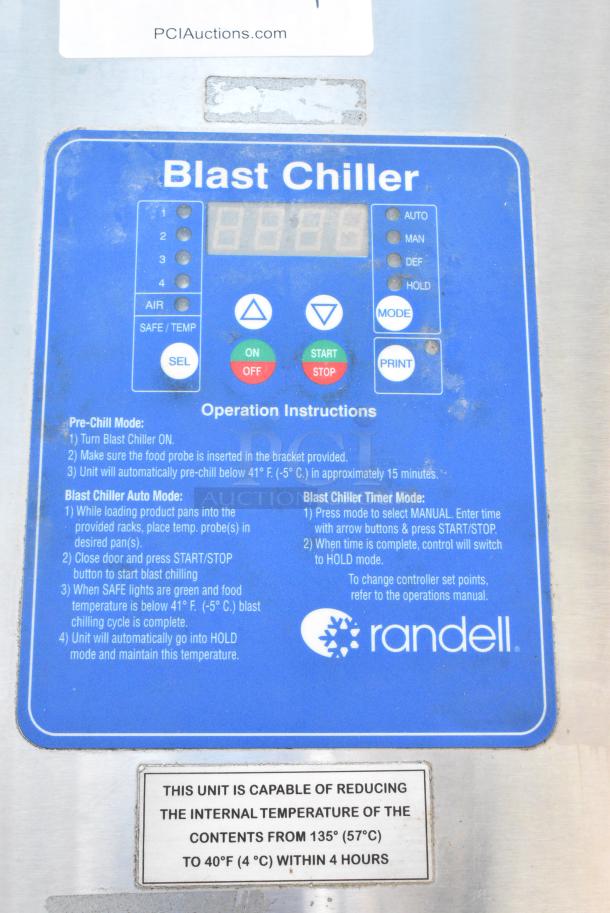 PCIAuctions.com
Blast Chiller
1
2
3
4
AIR
SAFE / TEMP
SEL
AUTO
MAN
DEF
HOLD
MODE
ON
OFF
START
STOP
PRINT
Operation Instructions
Pre-Chill Mode:
1) Turn Blast Chiller ON.
2) Make sure the food probe is inserted in the bracket provided.
3) Unit will automatically pre-chill below 41° F. (-5° C.) in approximately 15 minutes.
PCI
AUCTIONS
Blast Chiller Auto Mode:
1) While loading product pans into the
provided racks, place temp. probe(s) in
desired pan(s).
2) Close door and press START/STOP
button to start blast chilling
3) When SAFE lights are green and food
temperature is below 41° F. (-5° C.) blast
chilling cycle is complete.
4) Unit will automatically go into HOLD
mode and maintain this temperature.
Blast Chiller Timer Mode:
1) Press mode to select MANUAL. Enter time
with arrow buttons & press START/STOP.
2) When time is complete, control will switch
to HOLD mode.
To change controller set points,
refer to the operations manual.
randell®
THIS UNIT IS CAPABLE OF REDUCING
THE INTERNAL TEMPERATURE OF THE
CONTENTS FROM 135° (57°C)
TO 40°F (4 °C) WITHIN 4 HOURS